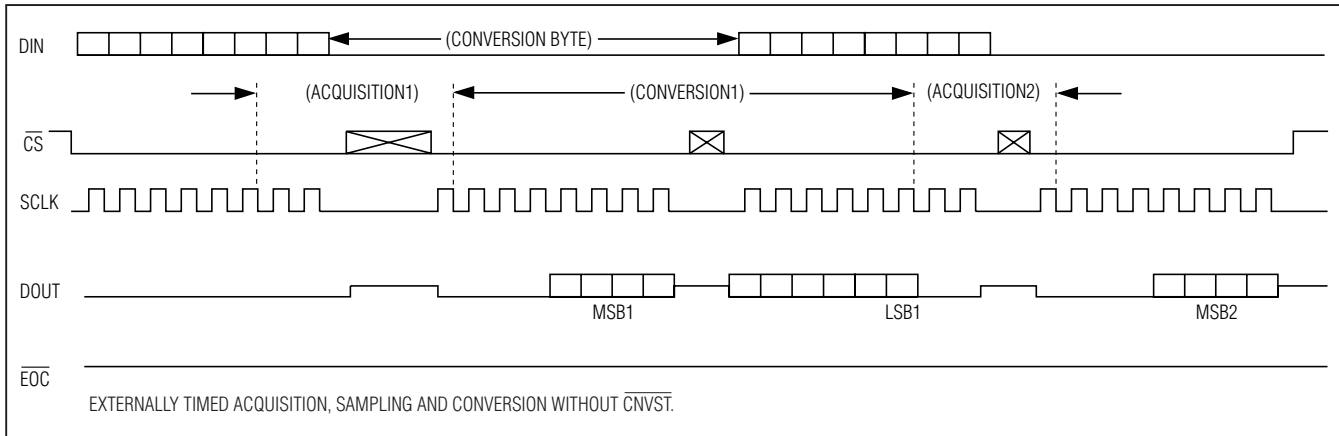 DIN
(CONVERSION BYTE)
(ACQUISITION1)
(CONVERSION1)
(ACQUISITION2)
CS
SCLK
DOUT
MSB1
LSB1
MSB2
EOC
EXTERNALLY TIMED ACQUISITION, SAMPLING AND CONVERSION WITHOUT CNVST.